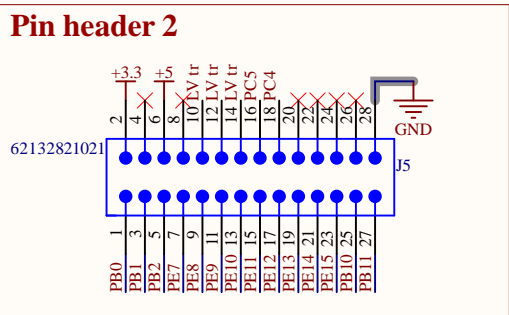 Pin header 2
+3.3 +5 LV tr LV tr LV tr PC5 PC4
2 4 6 8 10 12 14 16 18 20 22 24 26 28
GND
62132821021
J5
1 3 5 7 9 11 13 15 17 19 21 23 25 27
PB0 PB1 PB2 PE7 PE8 PE9 PE10 PE11 PE12 PE13 PE14 PE15 PB10 PB11